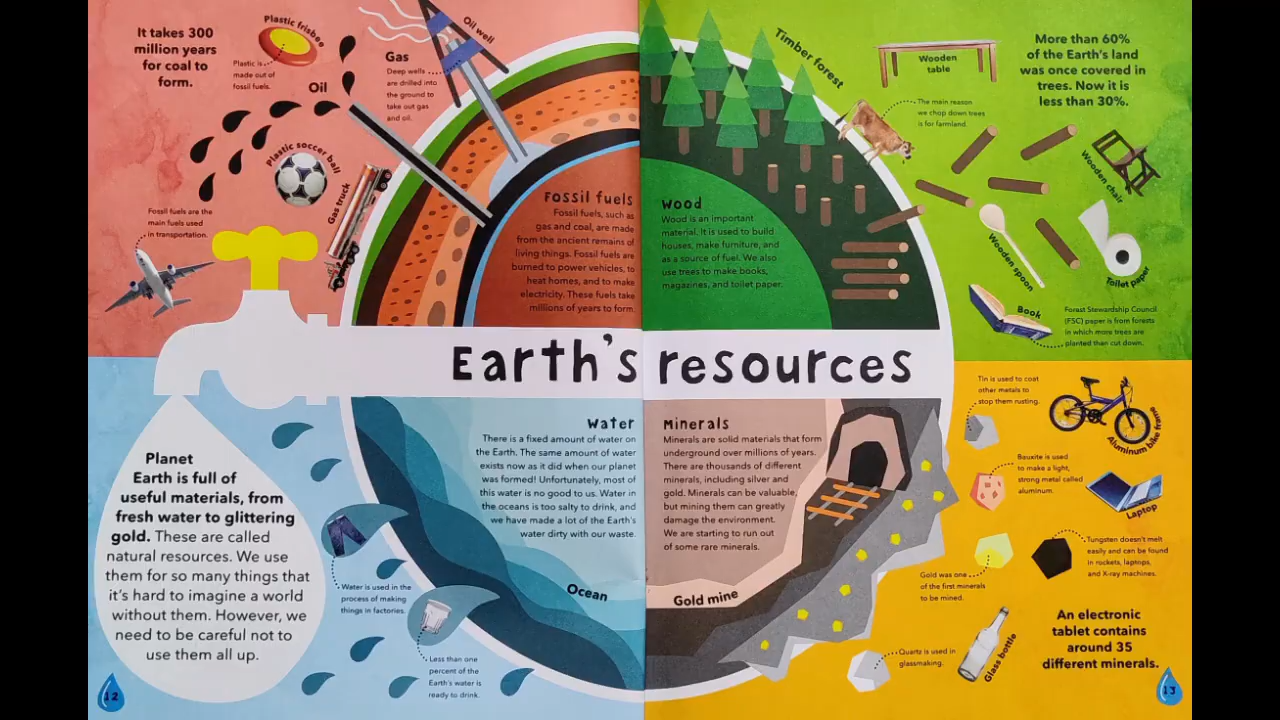 It takes 300
million years
for coal to
form.
Plastic frisbee
Plastic is
made out of
fossil fuels.
Oil
Gas
Deep wells
are drilled into
the ground to
take out gas
and oil.
Oil well
Plastic soccer ball
Gas truck
Fossil fuels are the
main fuels used
in transportation.
Fossil fuels
Fossil fuels, such as
gas and coal, are made
from the ancient remains of
living things. Fossil fuels are
burned to power vehicles, to
heat homes, and to make
electricity. These fuels take
millions of years to form.
Wood
Wood is an important
material. It is used to build
houses, make furniture, and
as a source of fuel. We also
use trees to make books,
magazines, and toilet paper.
Timber forest
Wooden
table
The main reason
we chop down trees
is for farmland.
More than 60%
of the Earth's land
was once covered in
trees. Now it is
less than 30%.
Wooden chair
Wooden spoon
Toilet paper
Book
Forest Stewardship Council
(FSC) paper is from forests
in which more trees are
planted than cut down.
Earth's resources
Planet
Earth is full of
useful materials, from
fresh water to glittering
gold. These are called
natural resources. We use
them for so many things that
it's hard to imagine a world
without them. However, we
need to be careful not to
use them all up.
Water
There is a fixed amount of water on
the Earth. The same amount of water
exists now as it did when our planet
was formed! Unfortunately, most of
this water is no good to us. Water in
the oceans is too salty to drink, and
we have made a lot of the Earth's
water dirty with our waste.
Water is used in the
process of making
things in factories.
Less than one
percent of the
Earth's water is
ready to drink.
Ocean
Minerals
Minerals are solid materials that form
underground over millions of years.
There are thousands of different
minerals, including silver and
gold. Minerals can be valuable,
but mining them can greatly
damage the environment.
We are starting to run out
of some rare minerals.
Gold mine
Tin is used to coat
other metals to
stop them rusting.
Aluminum bike frame
Bauxite is used
to make a light,
strong metal called
aluminum.
Laptop
Tungsten doesn't melt
easily and can be found
in rockets, laptops,
and X-ray machines.
Gold was one
of the first minerals
to be mined.
Quartz is used in
glassmaking.
Glass bottle
An electronic
tablet contains
around 35
different minerals.
12
13